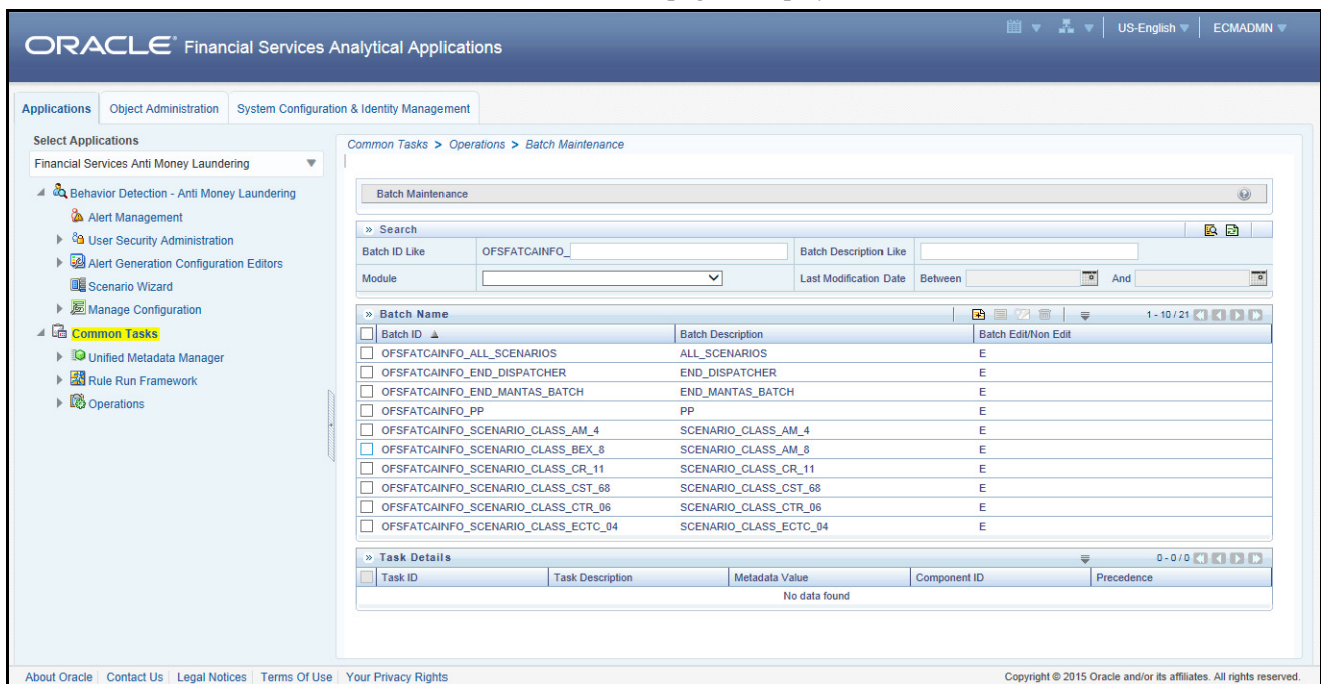 US-English
ECMADMN
ORACLE® Financial Services Analytical Applications
Applications
Object Administration
System Configuration & Identity Management
Select Applications
Financial Services Anti Money Laundering
Behavior Detection - Anti Money Laundering
Alert Management
User Security Administration
Alert Generation Configuration Editors
Scenario Wizard
Manage Configuration
Common Tasks
Unified Metadata Manager
Rule Run Framework
Operations
Common Tasks > Operations > Batch Maintenance
Batch Maintenance
» Search
Batch ID Like OFSFATCAINFO_ Batch Description Like
Module Last Modification Date Between And
» Batch Name 1 - 10 / 21
Batch ID Batch Description Batch Edit/Non Edit
OFSFATCAINFO_ALL_SCENARIOS ALL_SCENARIOS E
OFSFATCAINFO_END_DISPATCHER END_DISPATCHER E
OFSFATCAINFO_END_MANTAS_BATCH END_MANTAS_BATCH E
OFSFATCAINFO_PP PP E
OFSFATCAINFO_SCENARIO_CLASS_AM_4 SCENARIO_CLASS_AM_4 E
OFSFATCAINFO_SCENARIO_CLASS_BEX_8 SCENARIO_CLASS_AM_8 E
OFSFATCAINFO_SCENARIO_CLASS_CR_11 SCENARIO_CLASS_CR_11 E
OFSFATCAINFO_SCENARIO_CLASS_CST_68 SCENARIO_CLASS_CST_68 E
OFSFATCAINFO_SCENARIO_CLASS_CTR_06 SCENARIO_CLASS_CTR_06 E
OFSFATCAINFO_SCENARIO_CLASS_ECTC_04 SCENARIO_CLASS_ECTC_04 E
» Task Details 0 - 0 / 0
Task ID Task Description Metadata Value Component ID Precedence
No data found
About Oracle Contact Us Legal Notices Terms Of Use Your Privacy Rights Copyright © 2015 Oracle and/or its affiliates. All rights reserved.